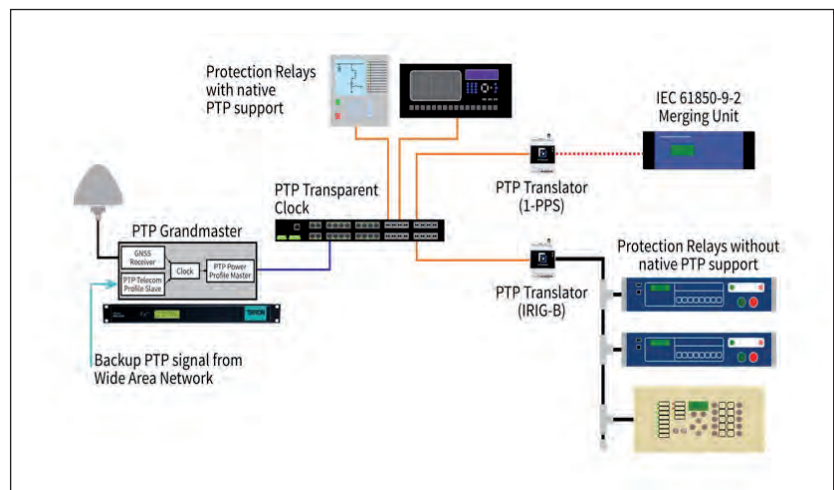 Protection Relays
with native
PTP support
IEC 61850-9-2
Merging Unit
PTP Translator
(1-PPS)
PTP Transparent
Clock
PTP Grandmaster
GNSS
Receiver
Clock
PTP Power
Profile Master
PTP Telecom
Profile Slave
Protection Relays without
native PTP support
PTP Translator
(IRIG-B)
Backup PTP signal from
Wide Area Network